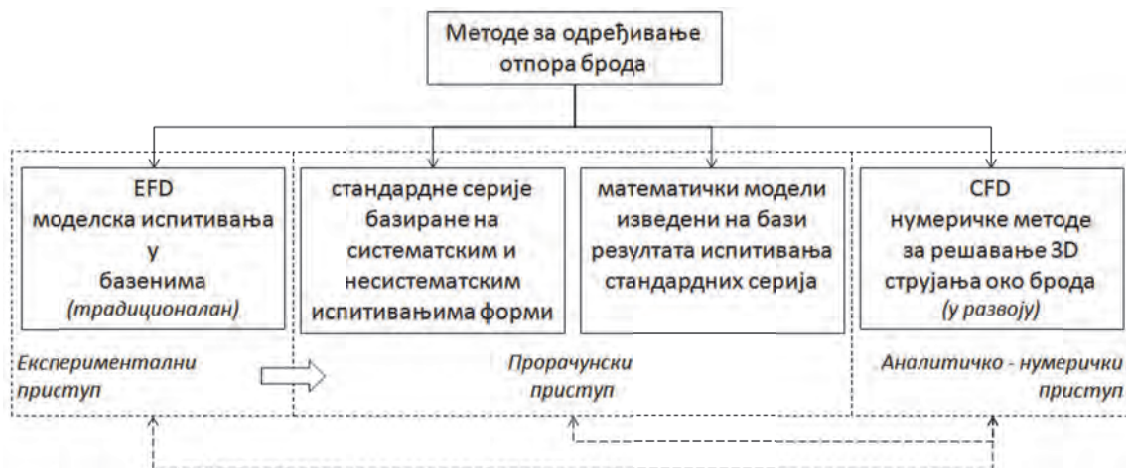 Методе за одређивање
отпора брода
EFD
моделска испитивања
у
базенима
(традиционалан)
стандардне серије
базиране на
систематским и
несистематским
испитивањима форми
математички модели
изведени на бази
резултата испитивања
стандардних серија
CFD
нумеричке методе
за решавање 3D
струјања око брода
(у развоју)
Експериментални
приступ
Прорачунски
приступ
Аналитичко - нумерички
приступ